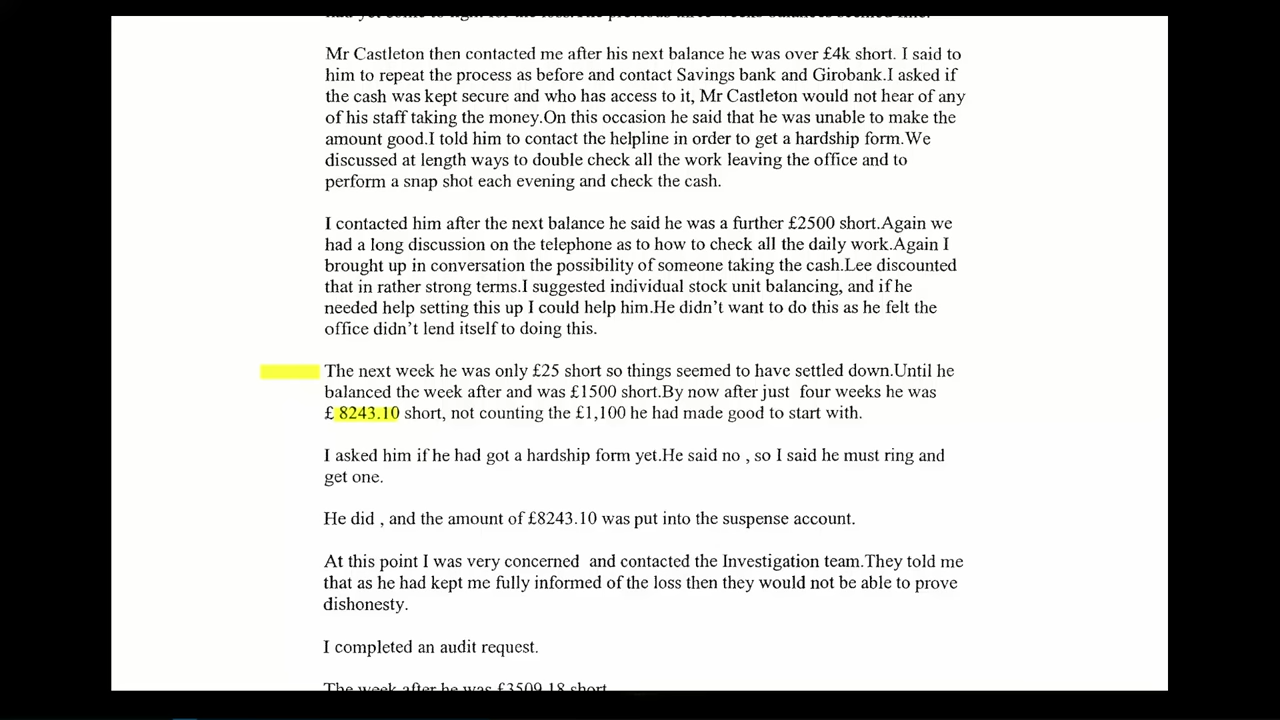 Mr Castleton then contacted me after his next balance he was over £4k short. I said to
him to repeat the process as before and contact Savings bank and Girobank.I asked if
the cash was kept secure and who has access to it, Mr Castleton would not hear of any
of his staff taking the money.On this occasion he said that he was unable to make the
amount good.I told him to contact the helpline in order to get a hardship form.We
discussed at length ways to double check all the work leaving the office and to
perform a snap shot each evening and check the cash.
I contacted him after the next balance he said he was a further £2500 short.Again we
had a long discussion on the telephone as to how to check all the daily work.Again I
brought up in conversation the possibility of someone taking the cash.Lee discounted
that in rather strong terms.I suggested individual stock unit balancing, and if he
needed help setting this up I could help him.He didn't want to do this as he felt the
office didn't lend itself to doing this.
The next week he was only £25 short so things seemed to have settled down.Until he
balanced the week after and was £1500 short.By now after just  four weeks he was
£ 8243.10 short, not counting the £1,100 he had made good to start with.
I asked him if he had got a hardship form yet.He said no , so I said he must ring and
get one.
He did , and the amount of £8243.10 was put into the suspense account.
At this point I was very concerned  and contacted the Investigation team.They told me
that as he had kept me fully informed of the loss then they would not be able to prove
dishonesty.
I completed an audit request.
The week after he was £3509.18 short